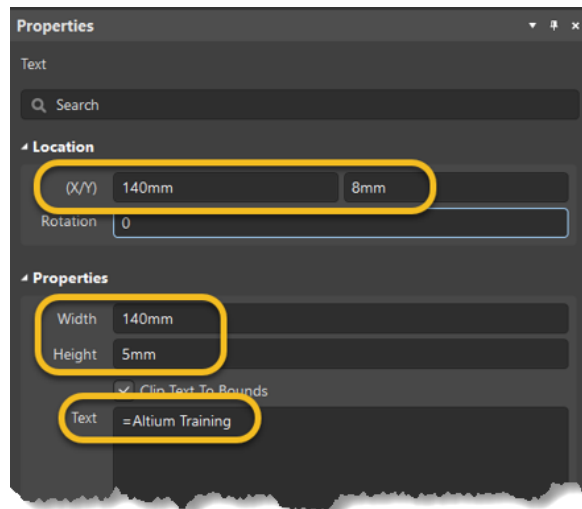 Properties
Text
Search
Location
(X/Y) 140mm 8mm
Rotation 0
Properties
Width 140mm
Height 5mm
Clip Text To Bounds
Text =Altium Training